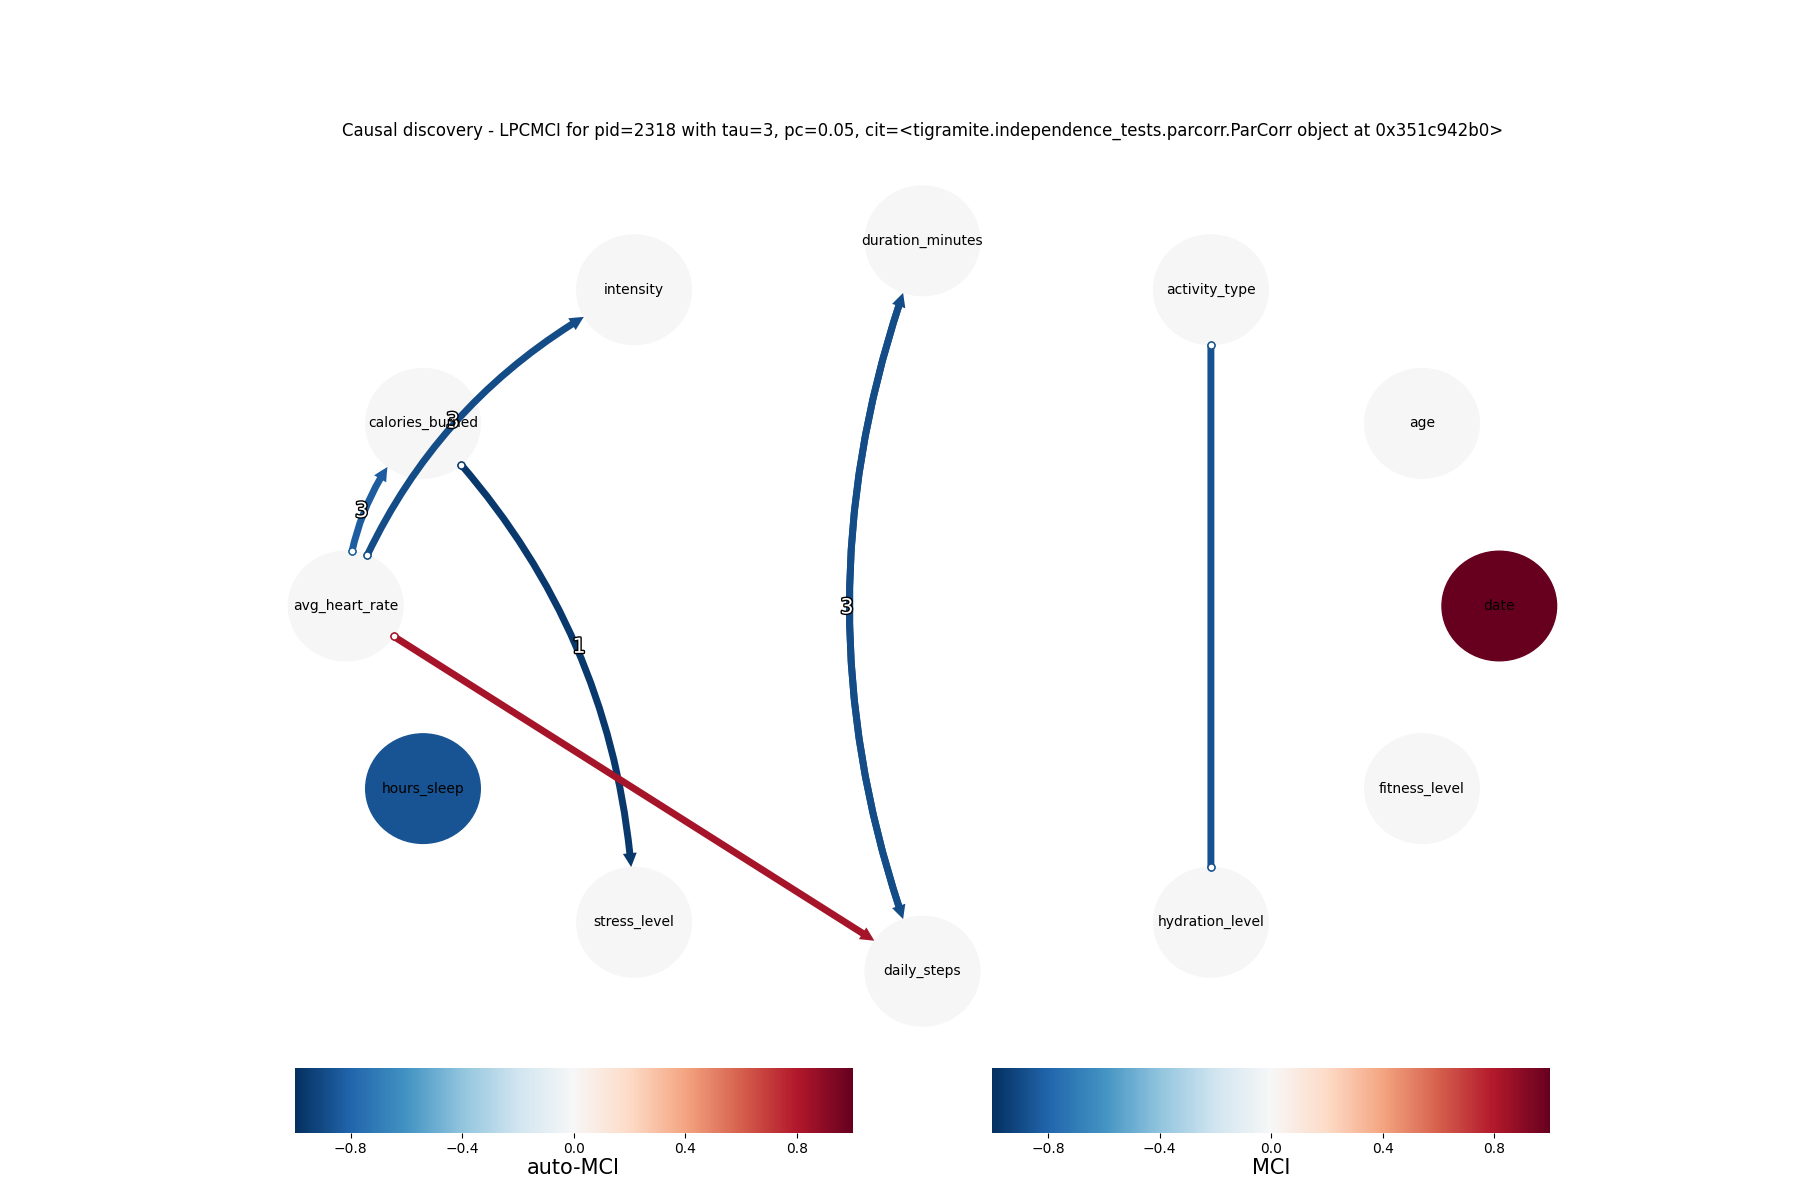 Causal discovery - LPCMCI for pid=2318 with tau=3, pc=0.05, cit=<tigramite.independence_tests.parcorr.ParCorr object at 0x351c942b0>
duration_minutes
intensity
activity_type
calories_burned
3
age
3
avg_heart_rate
3
date
1
hours_sleep
fitness_level
stress_level
hydration_level
daily_steps
−0.8 −0.4 0.0 0.4 0.8
auto-MCI
−0.8 −0.4 0.0 0.4 0.8
MCI